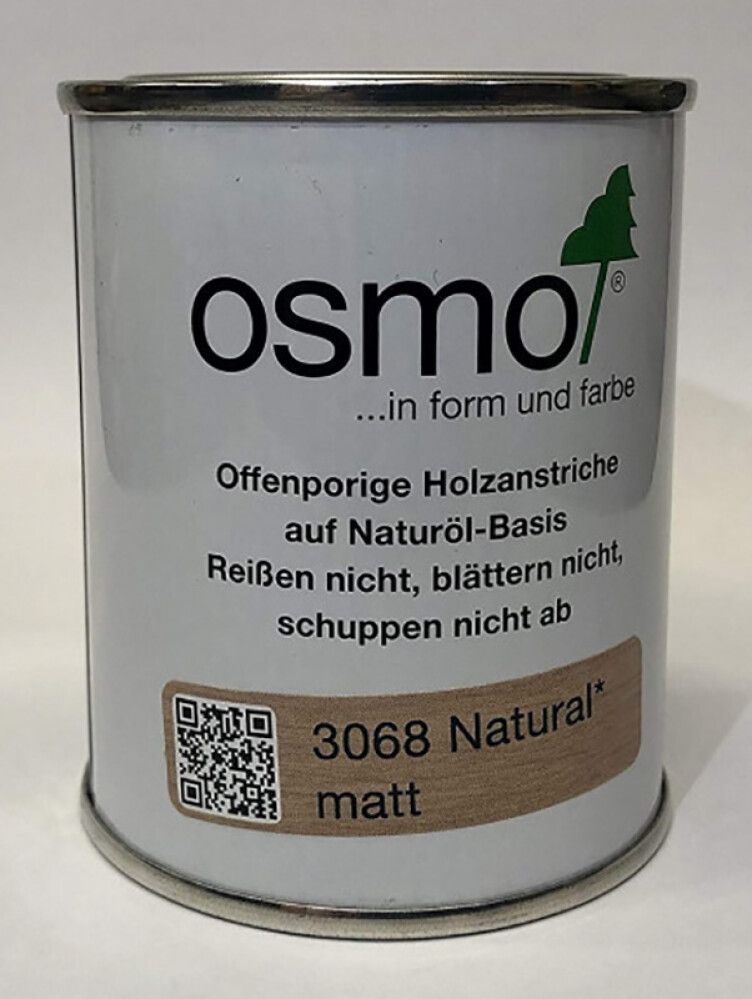 osmo®
...in form und farbe
Offenporige Holzanstriche
auf Naturöl-Basis
Reißen nicht, blättern nicht,
schuppen nicht ab
3068 Natural*
matt